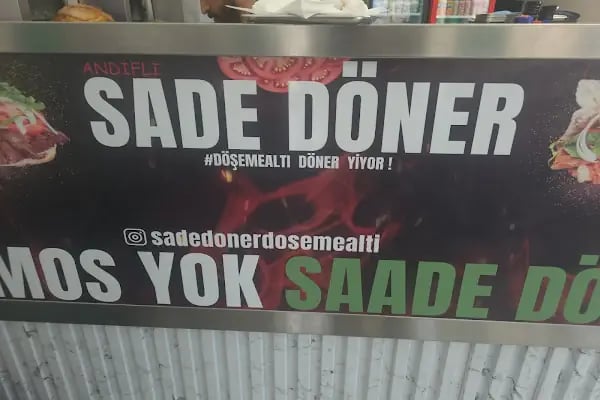 ANDIFLI
SADE DÖNER
#DÖŞEMEALTI DÖNER YİYOR !
sadedonerdosemealti
MOS YOK SAADE DÖ